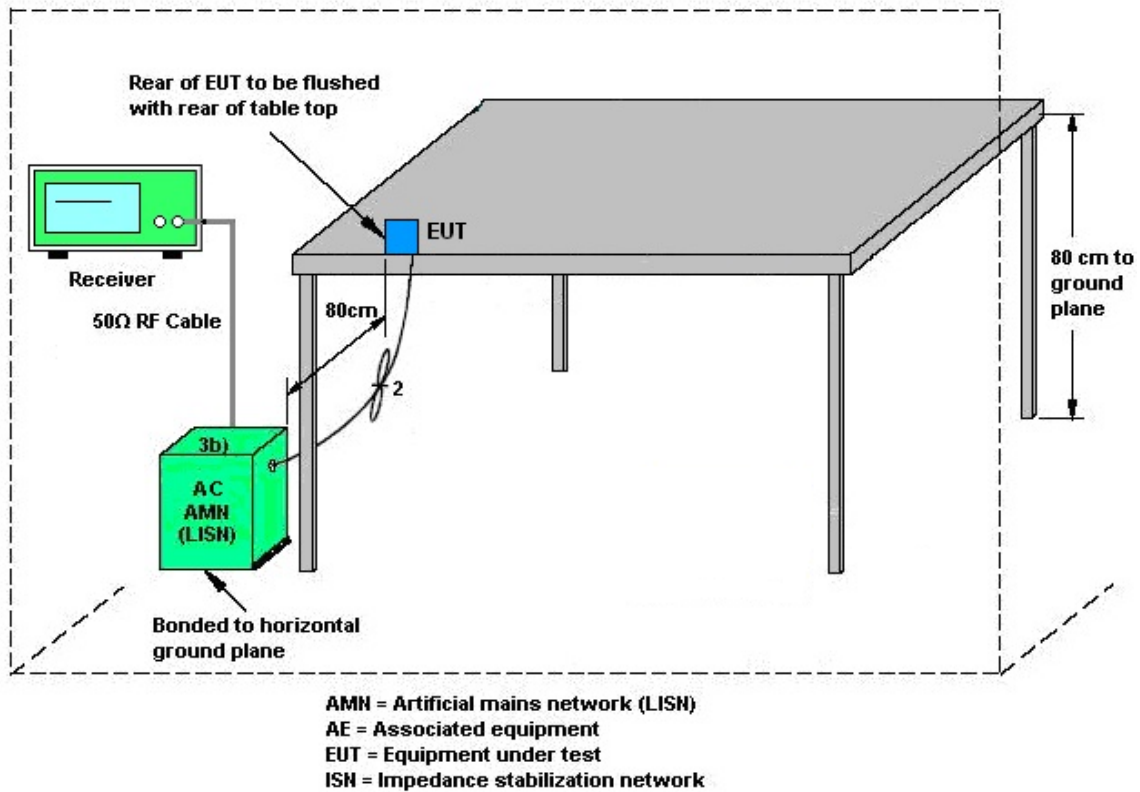 Rear of EUT to be flushed
with rear of table top
EUT
Receiver
50Ω RF Cable
80cm
80 cm to
ground
plane
2
3b)
AC
AMN
(LISN)
Bonded to horizontal
ground plane
AMN = Artificial mains network (LISN)
AE = Associated equipment
EUT = Equipment under test
ISN = Impedance stabilization network